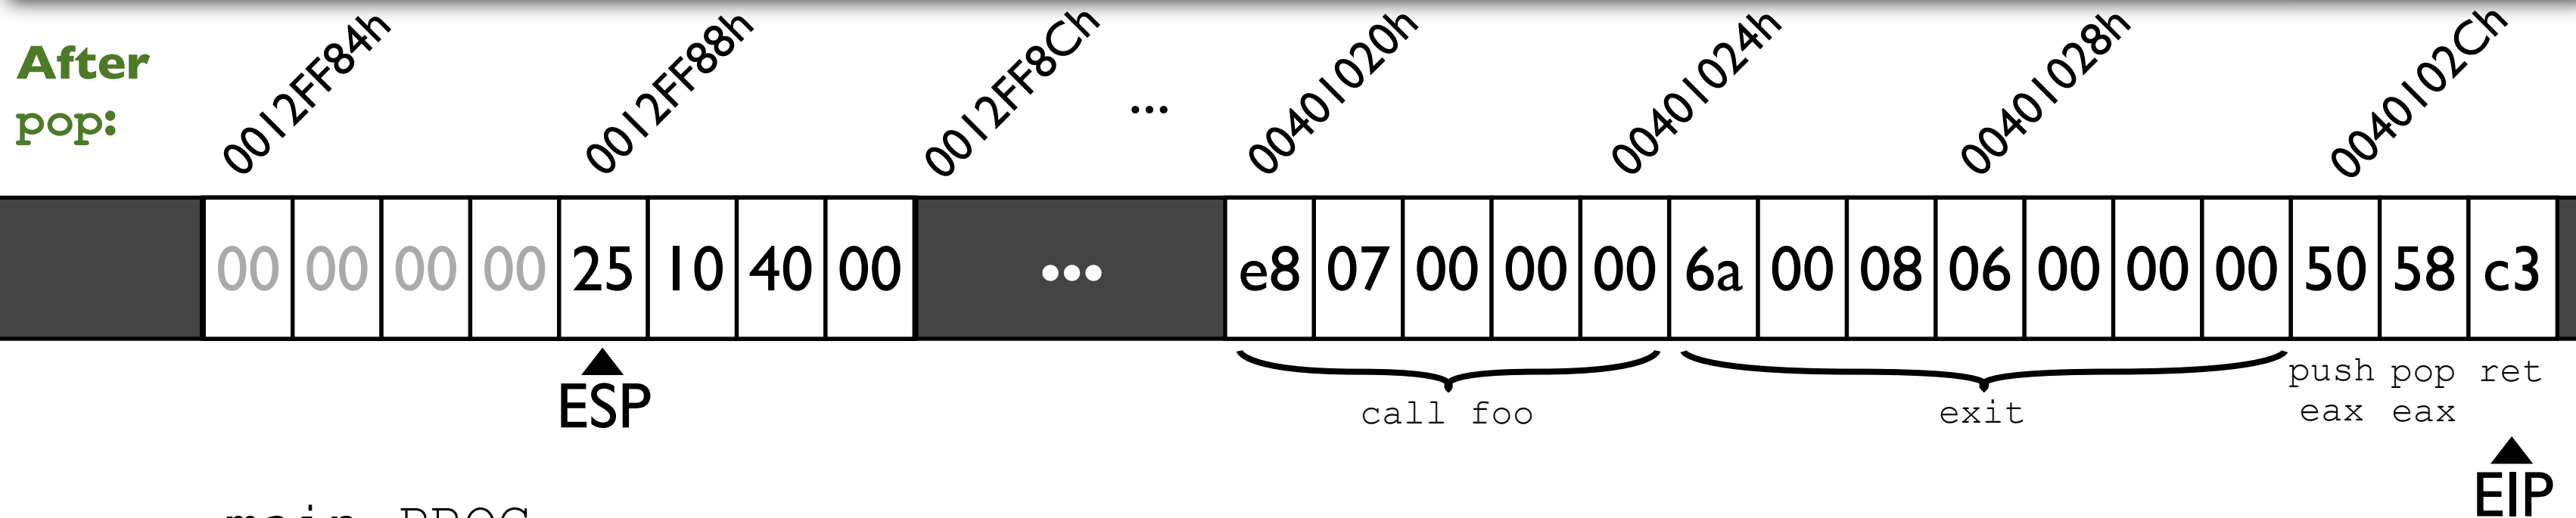 After
pop:
0012FF84h 0012FF88h 0012FF8Ch ... 00401020h 00401024h 00401028h 0040102Ch
00 00 00 00 25 10 40 00 ... e8 07 00 00 00 6a 00 08 06 00 00 00 50 58 c3
ESP
call foo
exit
push eax
pop eax
ret
EIP
main PROC